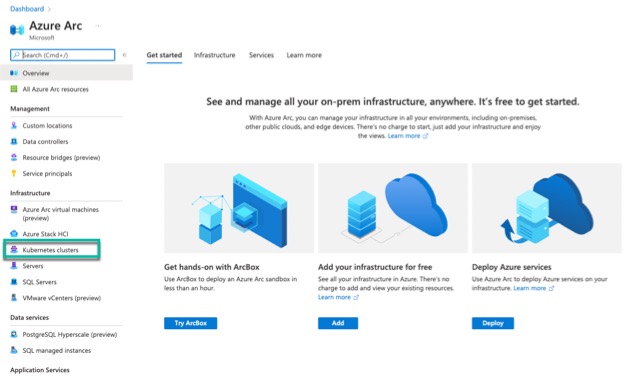 Dashboard >
Azure Arc ...
Microsoft
Search (Cmd+/)
«
Overview
All Azure Arc resources
Management
Custom locations
Data controllers
Resource bridges (preview)
Service principals
Infrastructure
Azure Arc virtual machines
(preview)
Azure Stack HCI
Kubernetes clusters
Servers
SQL Servers
VMware vCenters (preview)
Data services
PostgreSQL Hyperscale (preview)
SQL managed instances
Application Services
Get started Infrastructure Services Learn more
See and manage all your on-prem infrastructure, anywhere. It's free to get started.
With Azure Arc, you can manage your infrastructure in all your environments, including on-premises,
other public clouds, and edge devices. There's no charge to start, just add your infrastructure and enjoy
the views. Learn more
Get hands-on with ArcBox
Use ArcBox to deploy an Azure Arc sandbox in
less than an hour.
Try ArcBox
Add your infrastructure for free
See all your infrastructure in Azure. There's no
charge to add and view your existing resources.
Learn more
Add
Deploy Azure services
Use Azure Arc to deploy Azure services on your
infrastructure. Learn more
Deploy